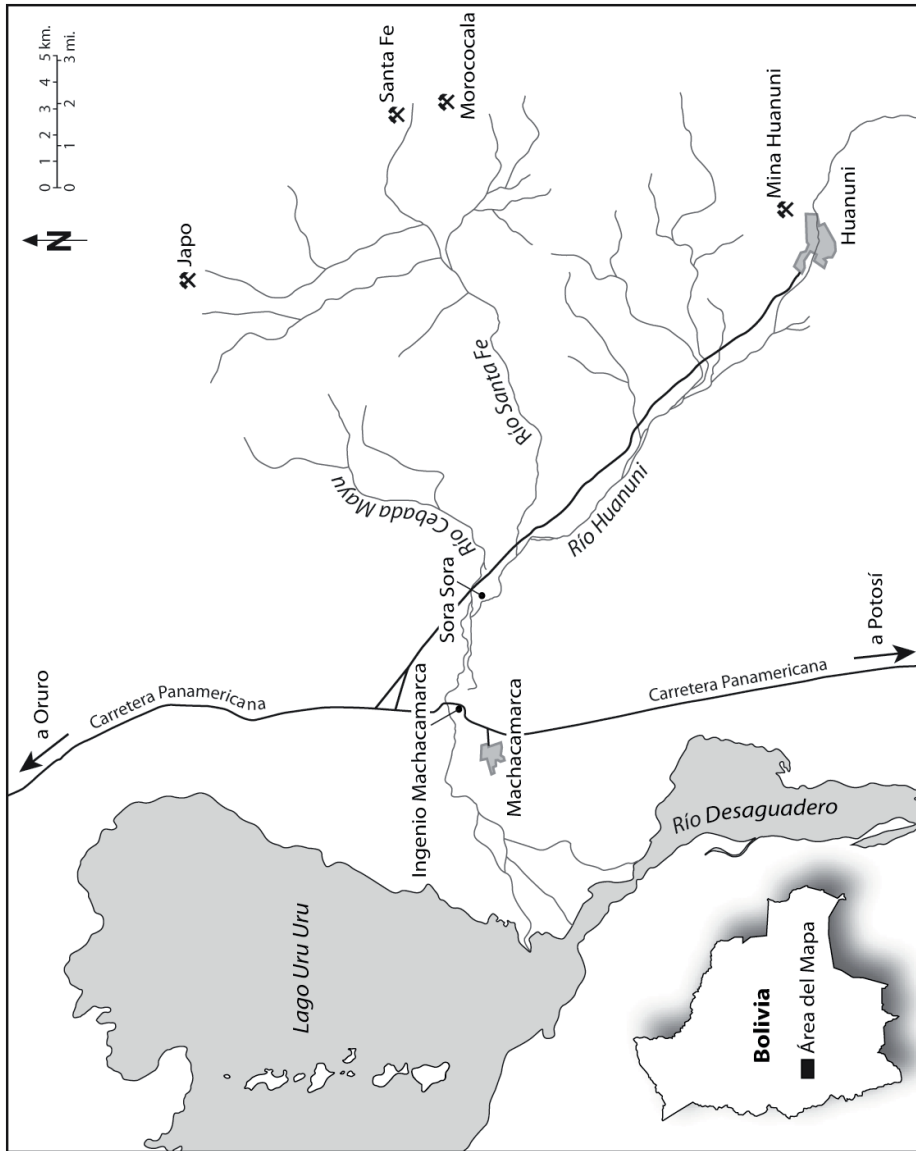 0 1 2 3 4 5 km.
0 1 2 3 mi.
N
Japo
Santa Fe
Morococala
Mina Huanuni
Huanuni
Río Santa Fe
Río Cebada Mayu
Río Huanuni
Sora Sora
a Oruro
Carretera Panamericana
Ingenio Machacamarca
Machacamarca
Carretera Panamericana
a Potosí
Lago Uru Uru
Río Desaguadero
Bolivia
Área del Mapa